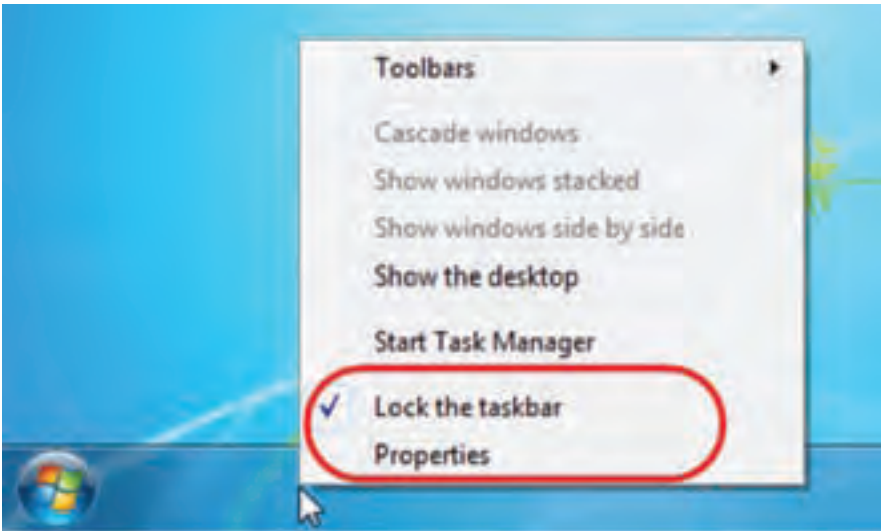 Toolbars
Cascade windows
Show windows stacked
Show windows side by side
Show the desktop
Start Task Manager
Lock the taskbar
Properties